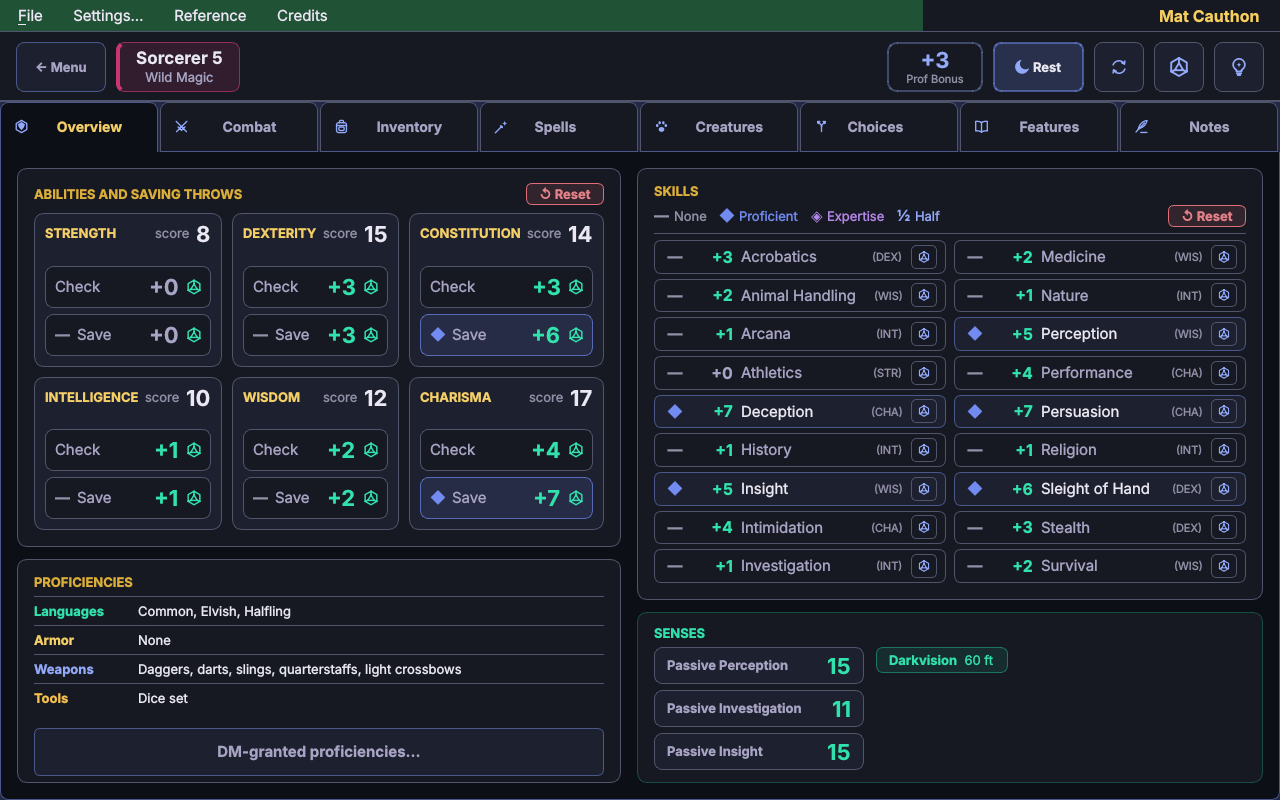 File Settings... Reference Credits Mat Cauthon
← Menu
Sorcerer 5
Wild Magic
+3
Prof Bonus
Rest
Overview Combat Inventory Spells Creatures Choices Features Notes
ABILITIES AND SAVING THROWS
Reset
STRENGTH score 8
Check +0
— Save +0
DEXTERITY score 15
Check +3
— Save +3
CONSTITUTION score 14
Check +3
Save +6
INTELLIGENCE score 10
Check +1
— Save +1
WISDOM score 12
Check +2
— Save +2
CHARISMA score 17
Check +4
Save +7
PROFICIENCIES
Languages Common, Elvish, Halfling
Armor None
Weapons Daggers, darts, slings, quarterstaffs, light crossbows
Tools Dice set
DM-granted proficiencies...
SKILLS
— None ◆ Proficient ◈ Expertise ½ Half
Reset
— +3 Acrobatics (DEX)
— +2 Animal Handling (WIS)
— +1 Arcana (INT)
— +0 Athletics (STR)
◆ +7 Deception (CHA)
— +1 History (INT)
◆ +5 Insight (WIS)
— +4 Intimidation (CHA)
— +1 Investigation (INT)
— +2 Medicine (WIS)
— +1 Nature (INT)
◆ +5 Perception (WIS)
— +4 Performance (CHA)
◆ +7 Persuasion (CHA)
— +1 Religion (INT)
◆ +6 Sleight of Hand (DEX)
— +3 Stealth (DEX)
— +2 Survival (WIS)
SENSES
Passive Perception 15
Passive Investigation 11
Passive Insight 15
Darkvision 60 ft